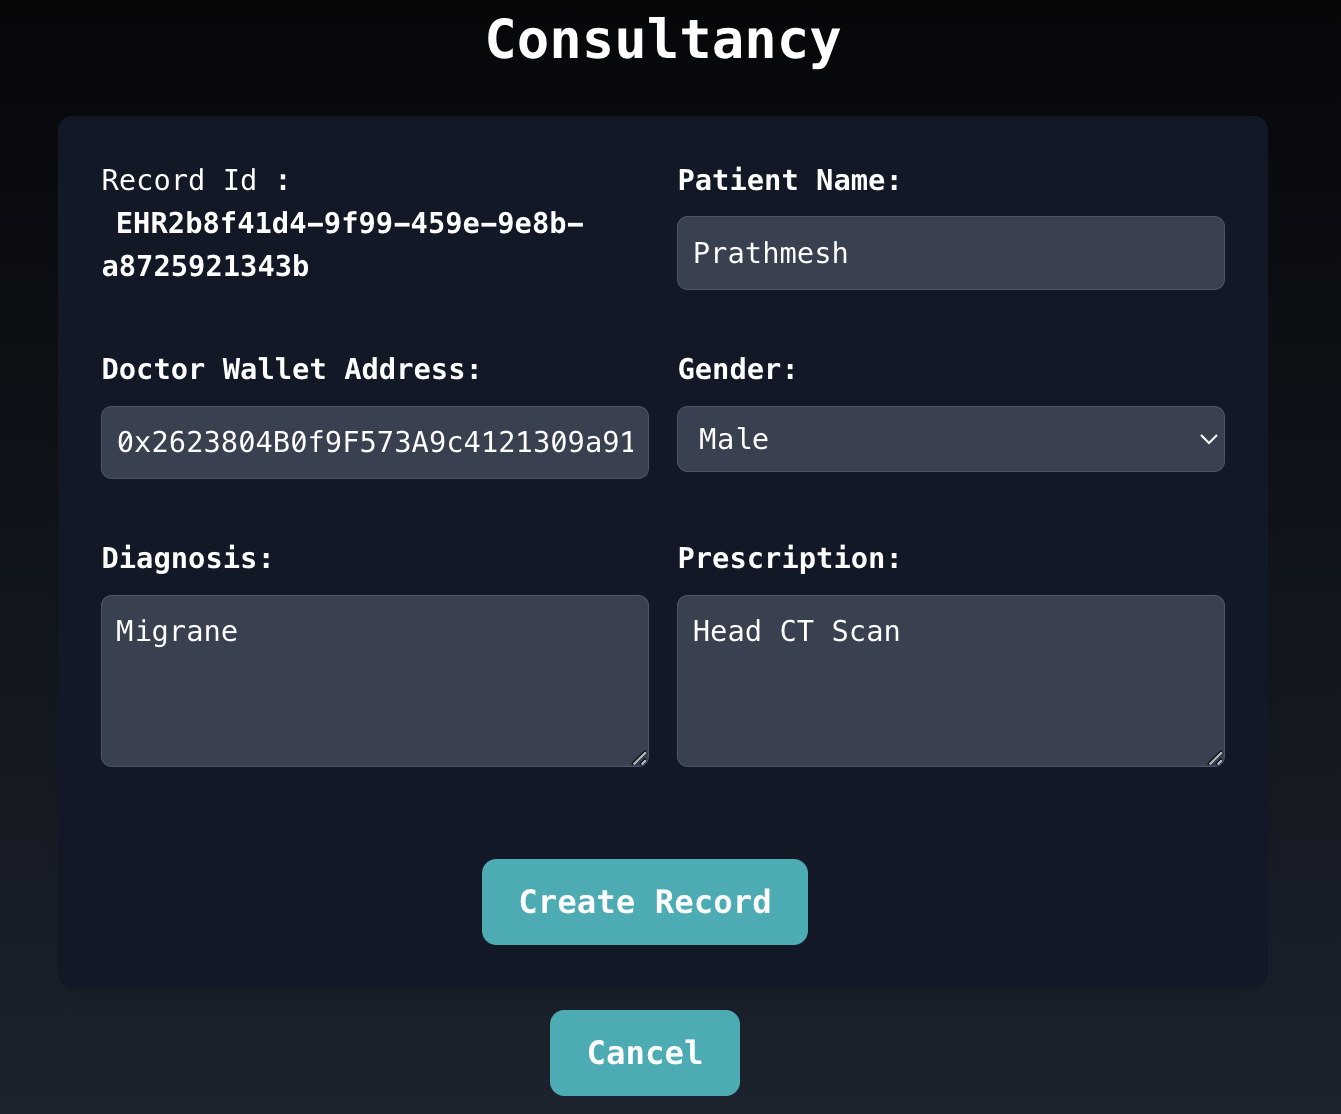 Consultancy
Record Id :
EHR2b8f41d4-9f99-459e-9e8b-
a8725921343b
Patient Name:
Prathmesh
Doctor Wallet Address:
0x2623804B0f9F573A9c4121309a91
Gender:
Male
Diagnosis:
Migrane
Prescription:
Head CT Scan
Create Record
Cancel